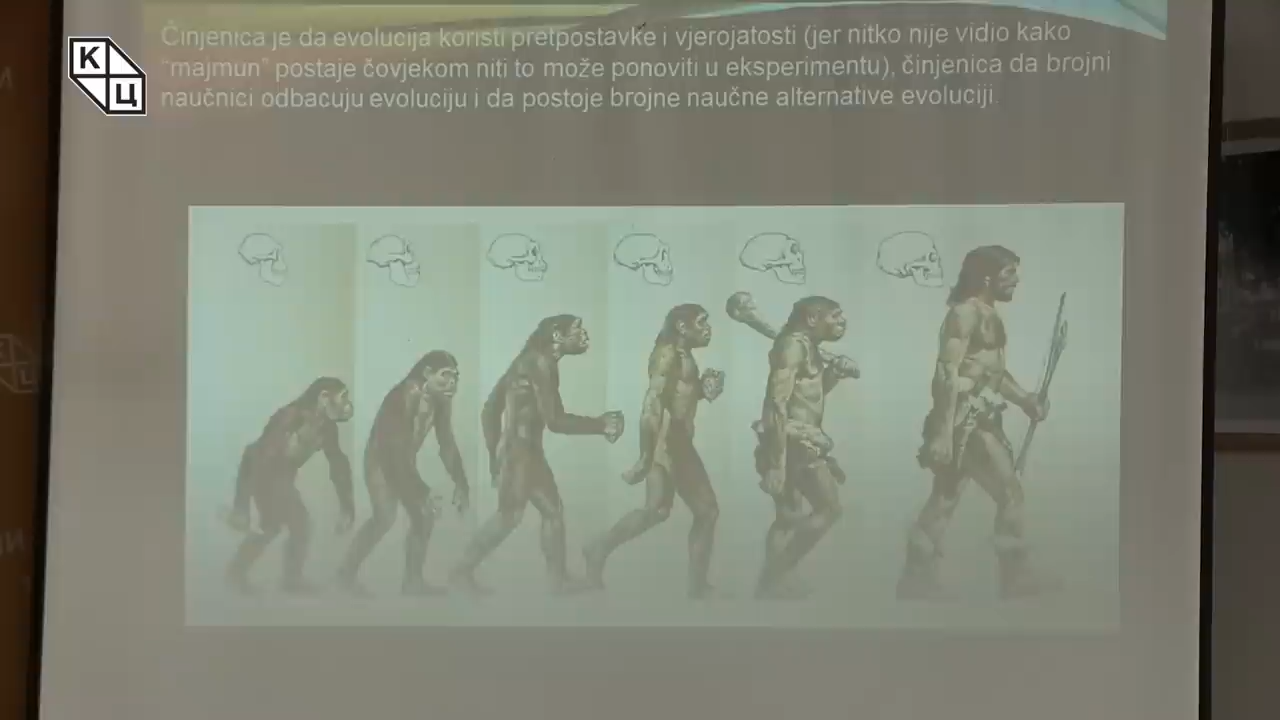 К
Ц
Činjenica je da evolucija koristi pretpostavke i vjerojatosti (jer nitko nije vidio kako
“majmun” postaje čovjekom niti to može ponoviti u eksperimentu), činjenica da brojni
naučnici odbacuju evoluciju i da postoje brojne naučne alternative evoluciji.